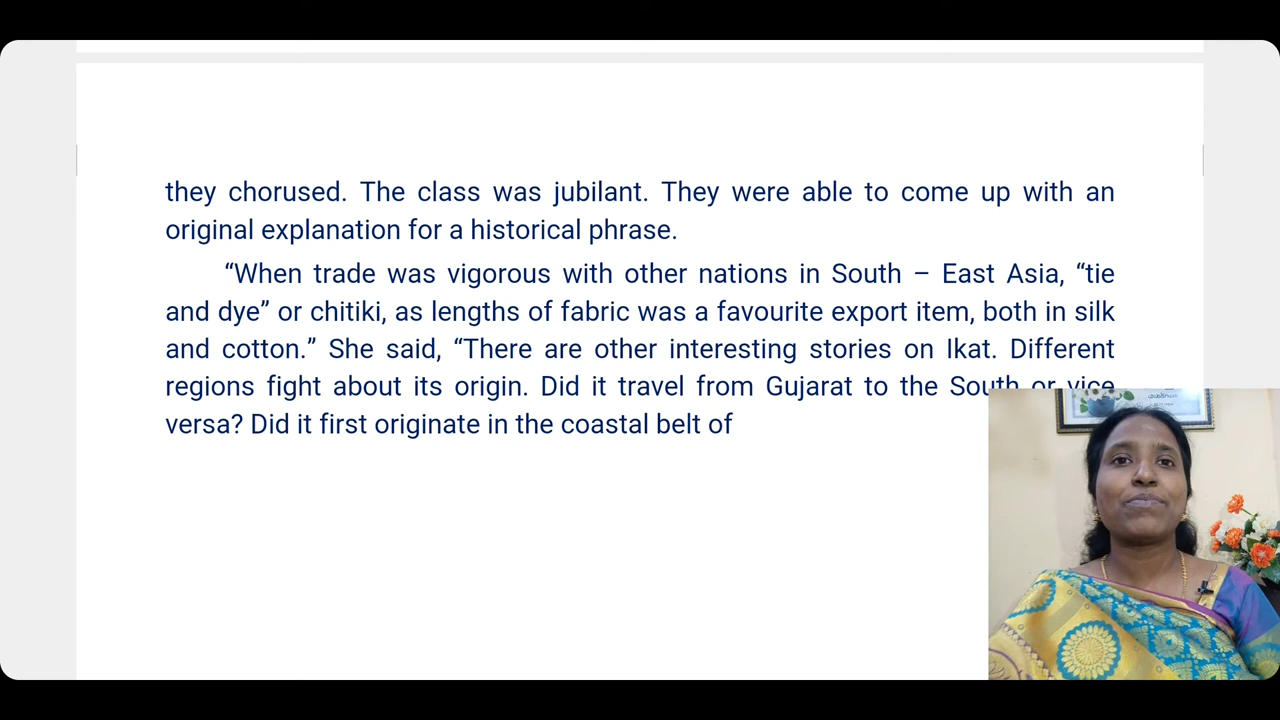 they chorused. The class was jubilant. They were able to come up with an
original explanation for a historical phrase.
“When trade was vigorous with other nations in South – East Asia, “tie
and dye” or chitiki, as lengths of fabric was a favourite export item, both in silk
and cotton.” She said, “There are other interesting stories on Ikat. Different
regions fight about its origin. Did it travel from Gujarat to the South or vice
versa? Did it first originate in the coastal belt of